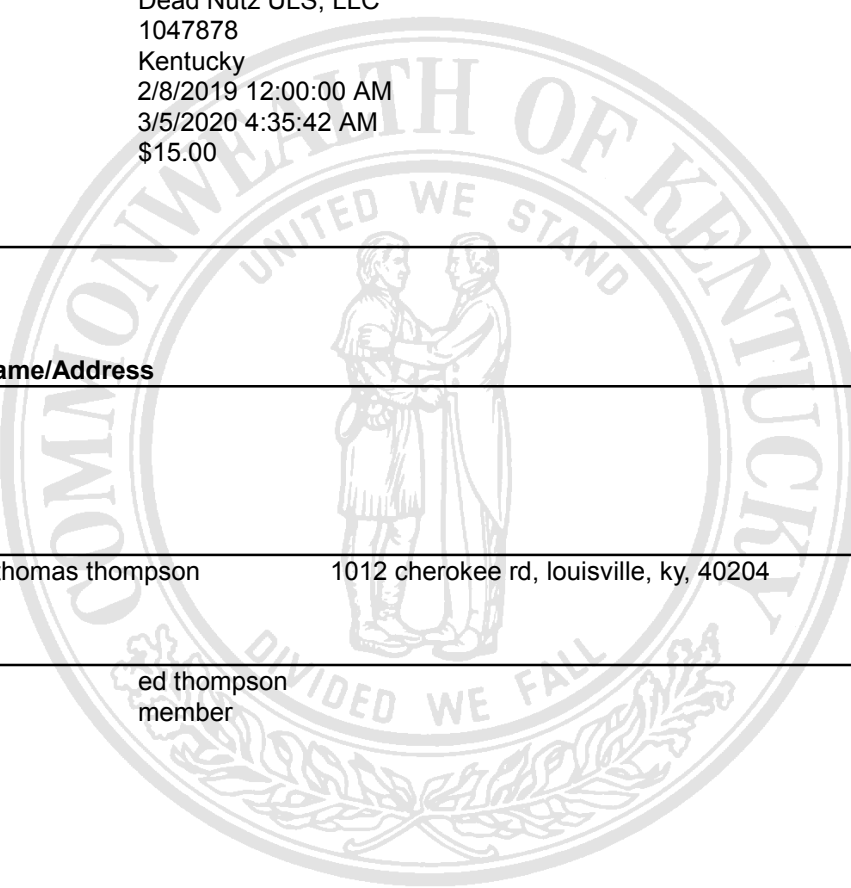 Dead Nutz ULS, LLC
1047878
Kentucky
2/8/2019 12:00:00 AM
3/5/2020 4:35:42 AM
$15.00
COMMONWEALTH OF KENTUCKY
UNITED WE STAND
ame/Address
thomas thompson 1012 cherokee rd, louisville, ky, 40204
DIVIDED WE FALL
ed thompson
member